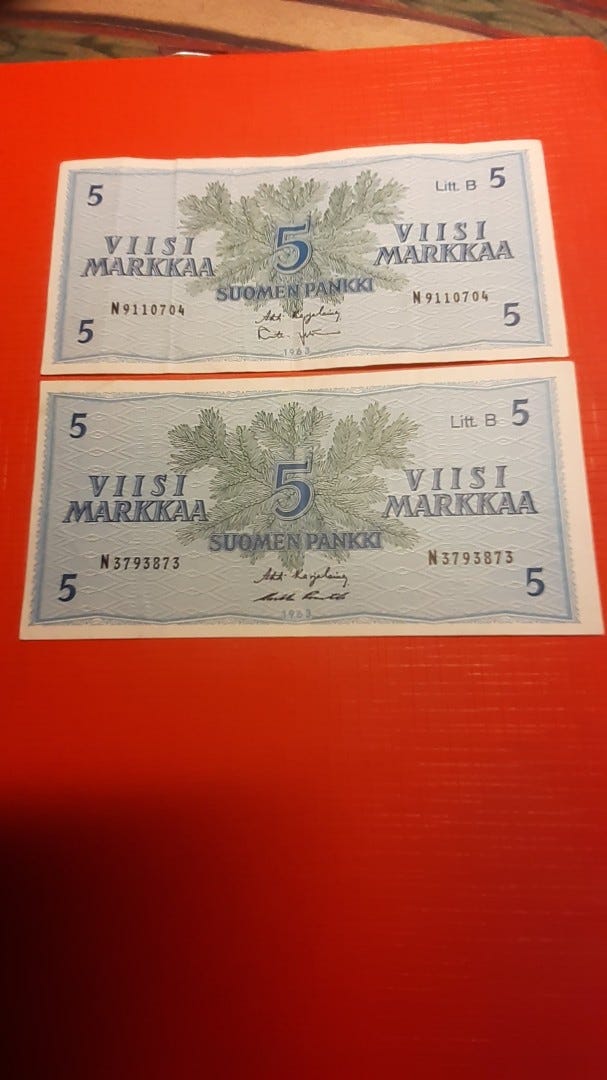 5 Litt. B 5
VIISI 5 VIISI
MARKKAA MARKKAA
SUOMEN PANKKI
N9110704 N9110704
5 5
1963
5 Litt. B 5
VIISI 5 VIISI
MARKKAA MARKKAA
SUOMEN PANKKI
N3793873 N3793873
5 5
1963